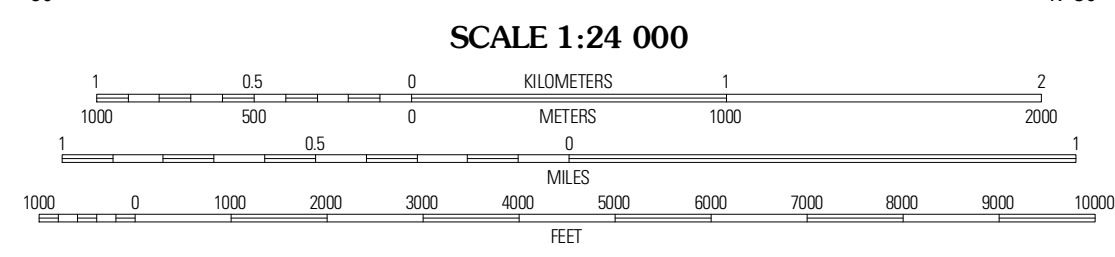 SCALE 1:24 000
1 0.5 0 KILOMETERS 1 2
1000 500 0 METERS 1000 2000
1 0.5 0 1
MILES
1000 0 1000 2000 3000 4000 5000 6000 7000 8000 9000 10000
FEET